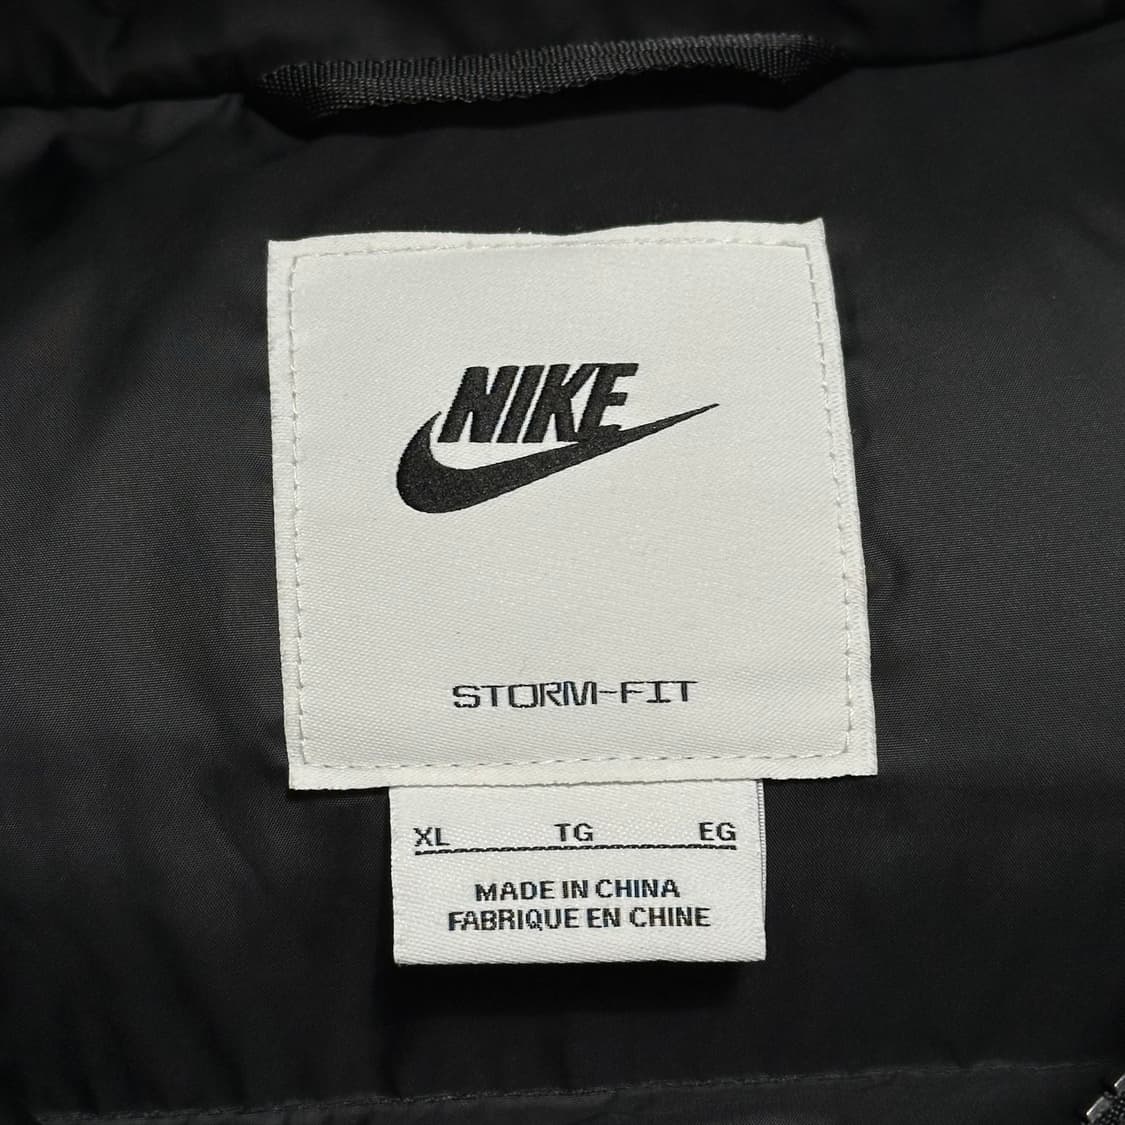 NIKE
STORM-FIT
XL TG EG
MADE IN CHINA
FABRIQUE EN CHINE